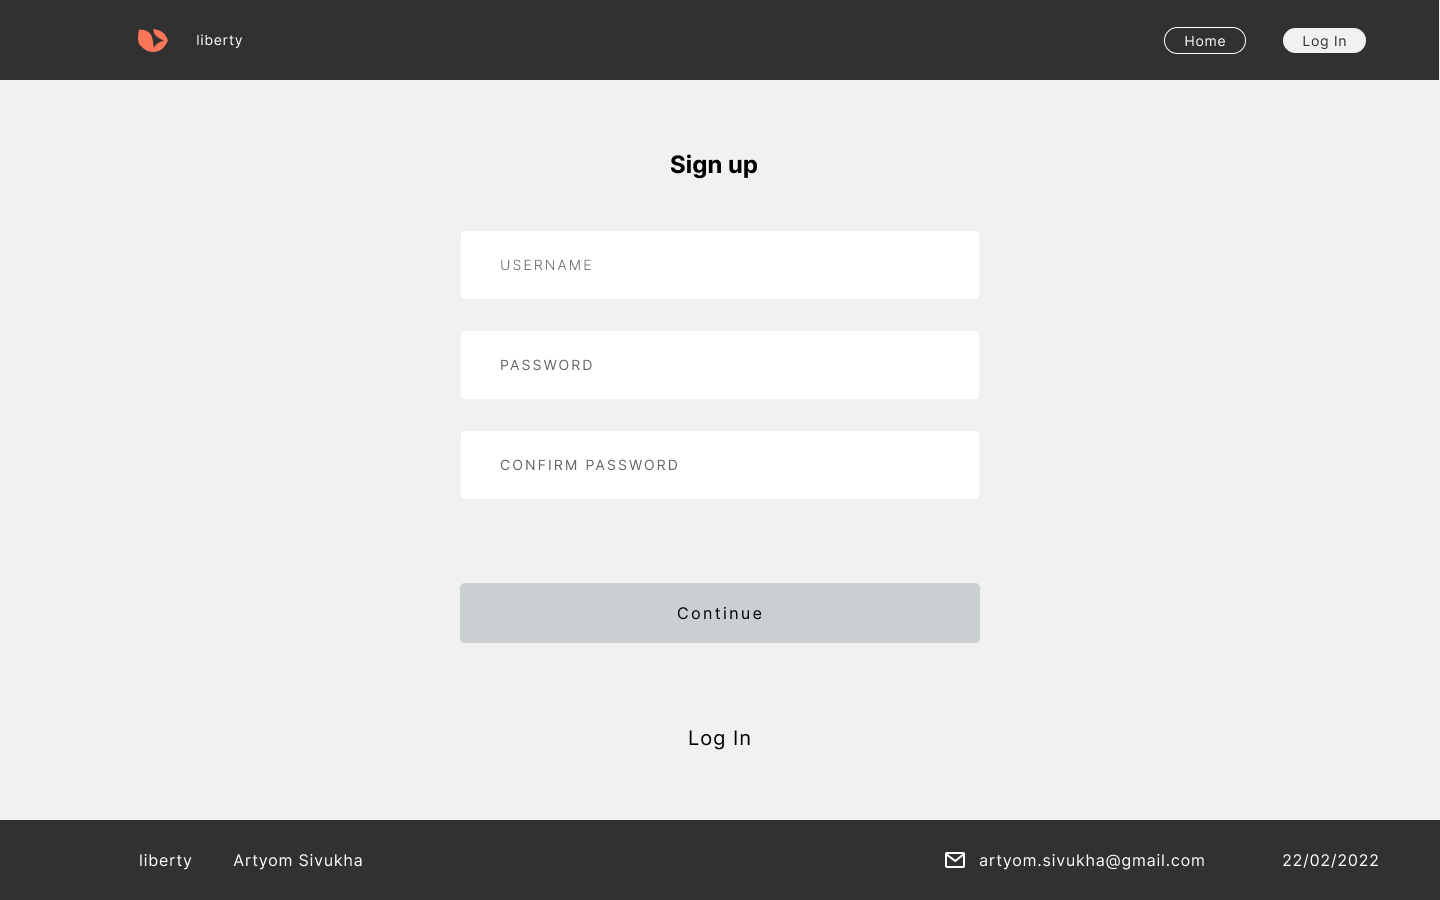 liberty
Home
Log In
Sign up
USERNAME
PASSWORD
CONFIRM PASSWORD
Continue
Log In
liberty
Artyom Sivukha
artyom.sivukha@gmail.com
22/02/2022